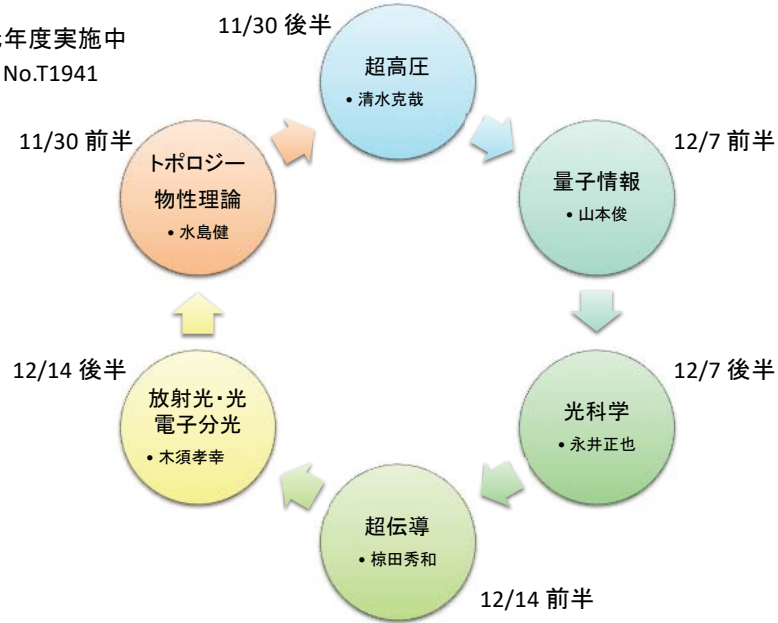 年度実施中
No.T1941
11/30 後半
超高圧
• 清水克哉
11/30 前半
トポロジー
物性理論
• 水島健
12/7 前半
量子情報
• 山本俊
12/7 後半
光科学
• 永井正也
12/14 前半
超伝導
• 椋田秀和
12/14 後半
放射光・光
電子分光
• 木須孝幸